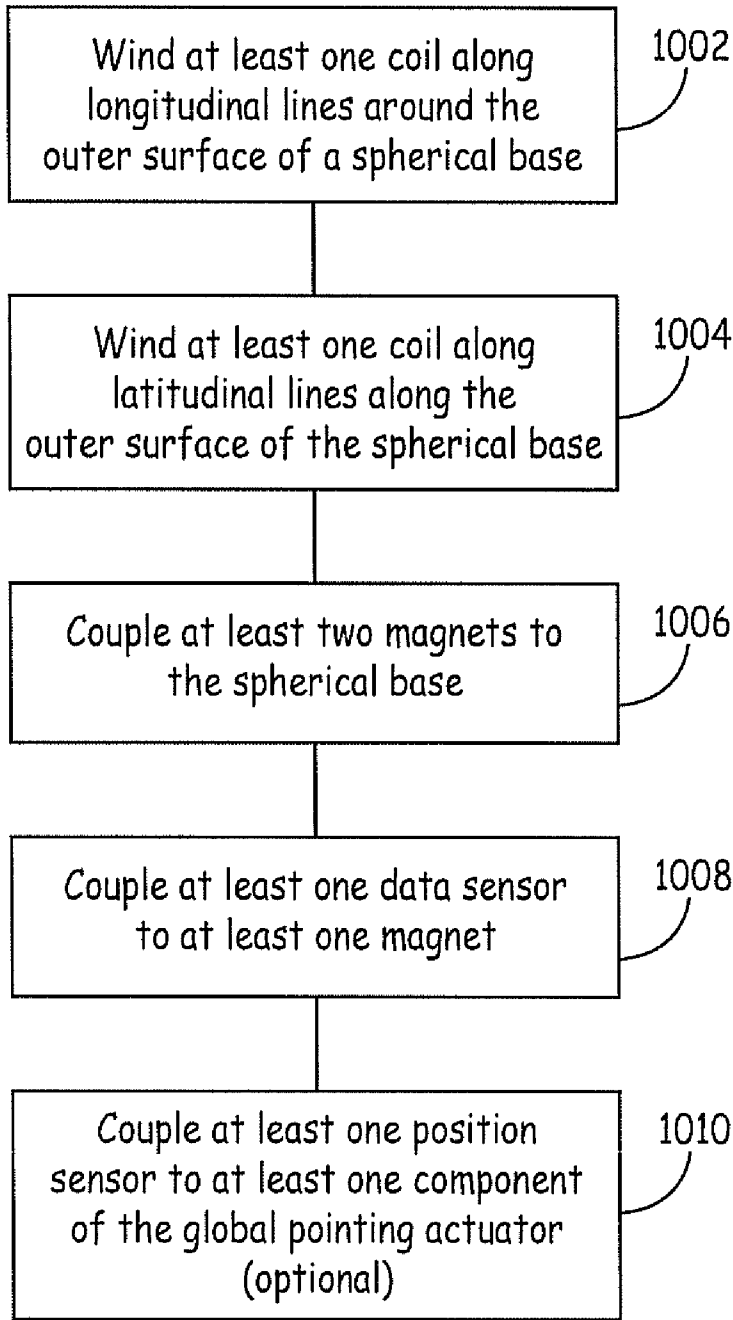 Wind at least one coil along
longitudinal lines around the
outer surface of a spherical base
1002
Wind at least one coil along
latitudinal lines along the
outer surface of the spherical base
1004
Couple at least two magnets to
the spherical base
1006
Couple at least one data sensor
to at least one magnet
1008
Couple at least one position
sensor to at least one component
of the global pointing actuator
(optional)
1010